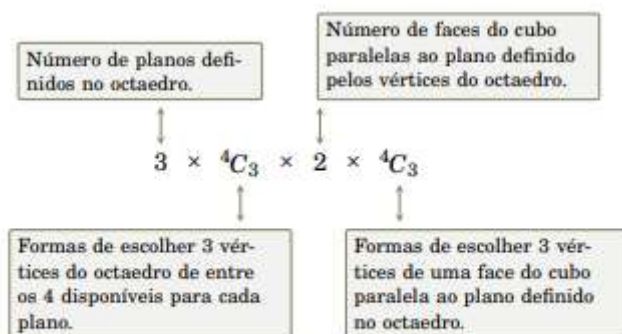 Número de planos defi-
nidos no octaedro.
Número de faces do cubo
paralelas ao plano definido
pelos vértices do octaedro.
3 × ⁴C₃ × 2 × ⁴C₃
Formas de escolher 3 vér-
tices do octaedro de entre
os 4 disponíveis para cada
plano.
Formas de escolher 3 vér-
tices de uma face do cubo
paralela ao plano definido
no octaedro.